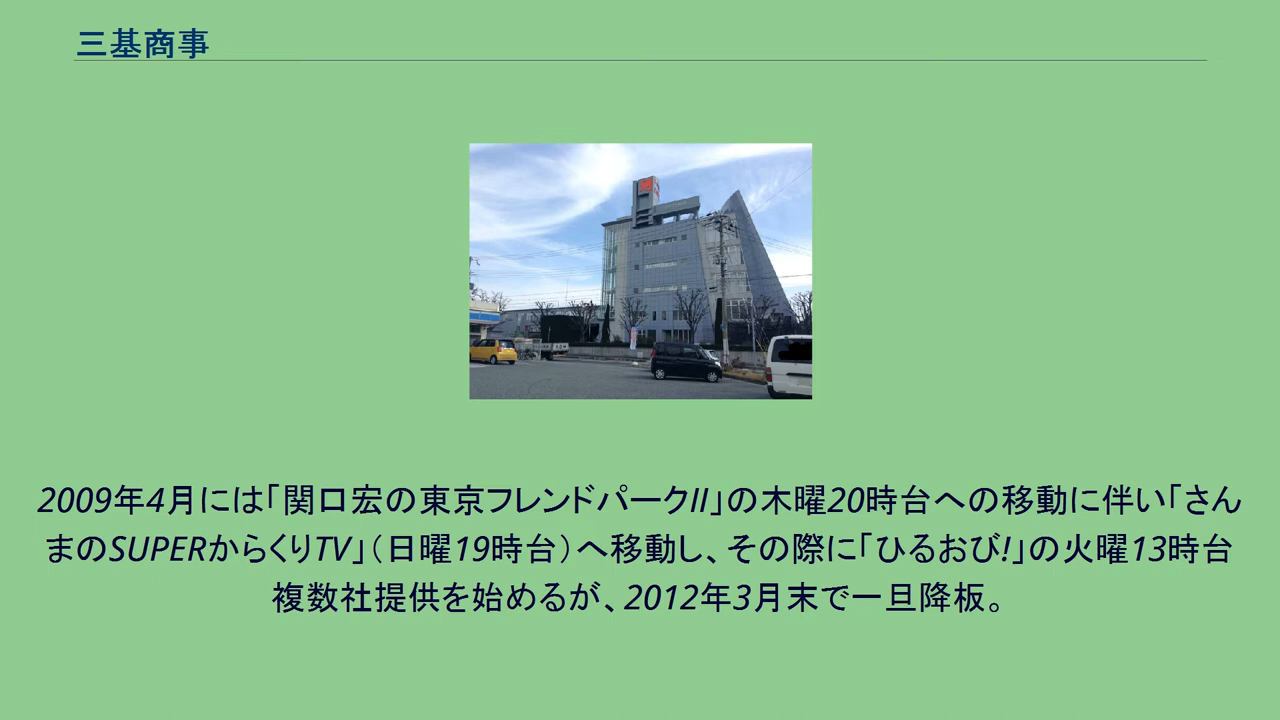 三基商事
2009年4月には｢関口宏の東京フレンドパークII｣の木曜20時台への移動に伴い｢さん
まのSUPERからくりTV｣（日曜19時台）へ移動し､その際に｢ひるおび!｣の火曜13時台
複数社提供を始めるが､2012年3月末で一旦降板｡